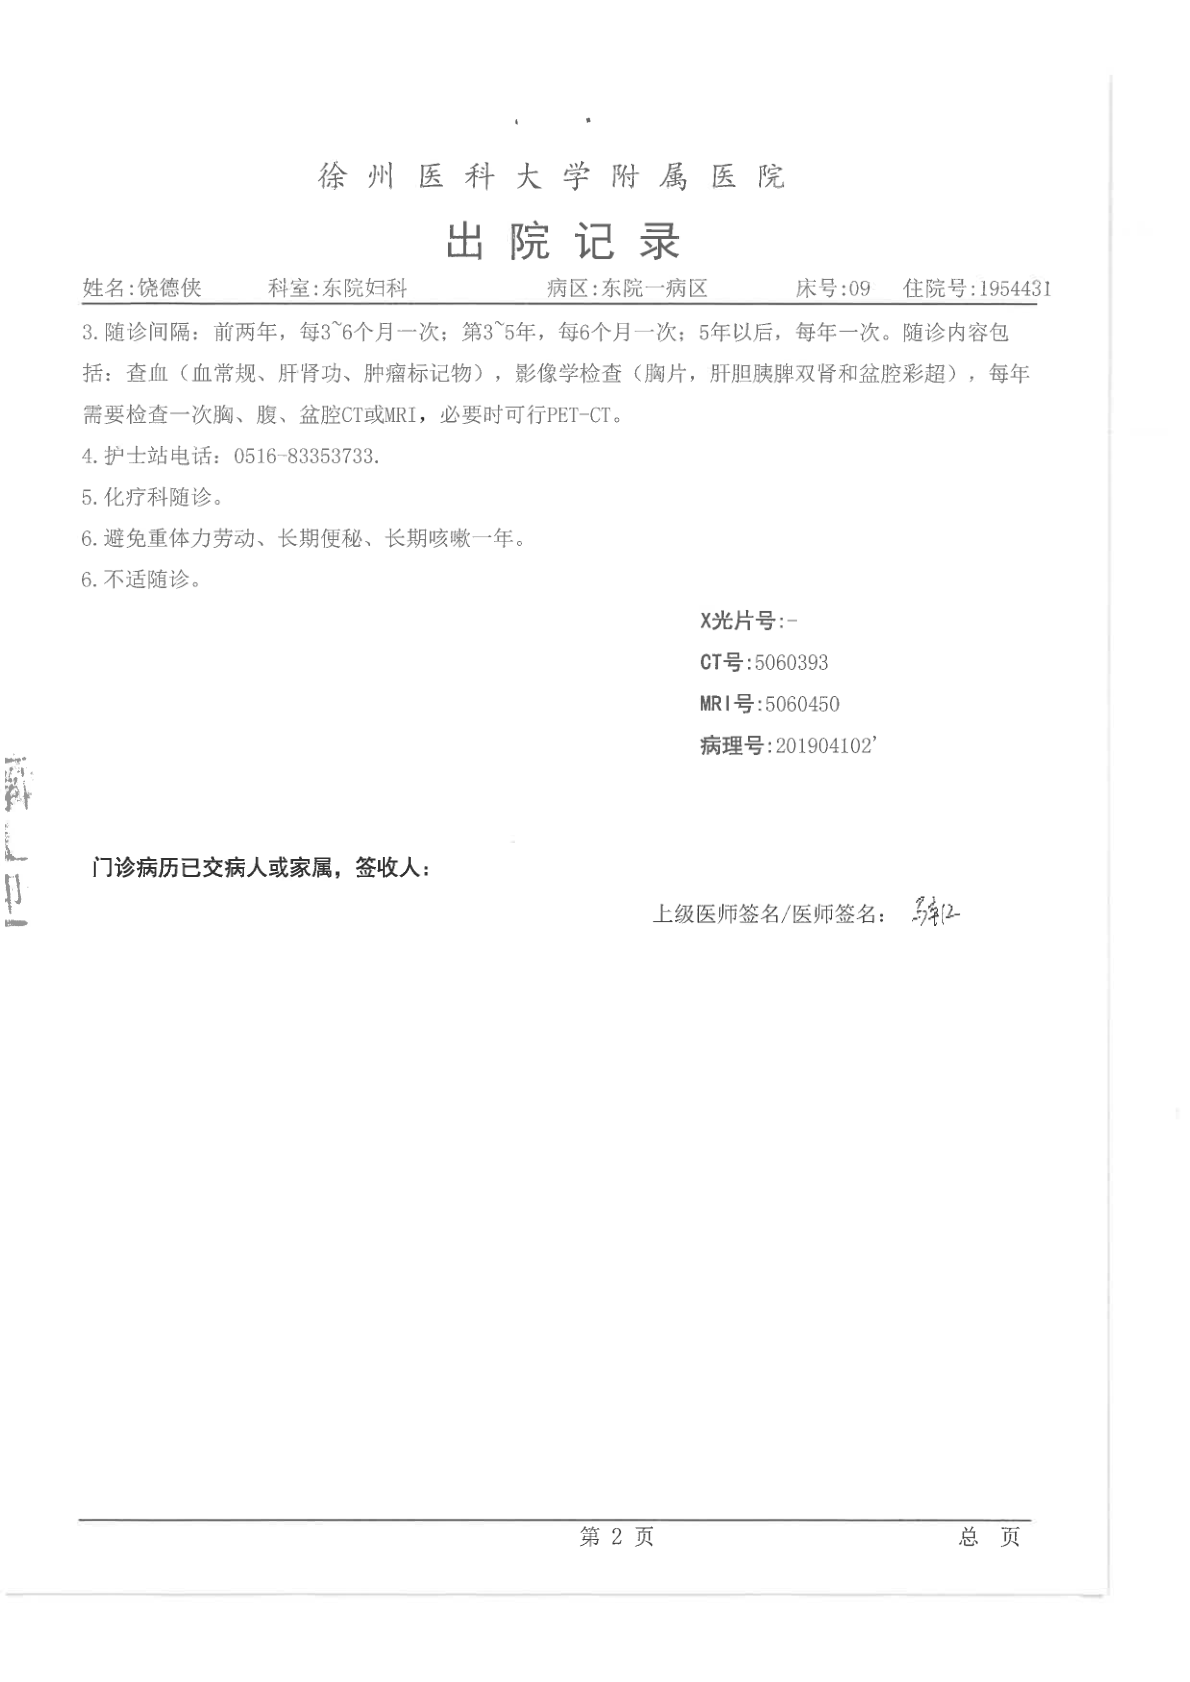 徐州医科大学附属医院
出院记录
姓名:饶德侠 科室:东院妇科 病区:东院一病区 床号:09 住院号:1954431
3.随诊间隔：前两年，每3~6个月一次；第3~5年，每6个月一次；5年以后，每年一次。随诊内容包
括：查血（血常规、肝肾功、肿瘤标记物），影像学检查（胸片，肝胆胰脾双肾和盆腔彩超），每年
需要检查一次胸、腹、盆腔CT或MRI，必要时可行PET-CT。
4.护士站电话：0516-83353733.
5.化疗科随诊。
6.避免重体力劳动、长期便秘、长期咳嗽一年。
6.不适随诊。
X光片号:-
CT号:5060393
MRI号:5060450
病理号:201904102'
门诊病历已交病人或家属，签收人：
上级医师签名/医师签名：
第 2 页 总 页